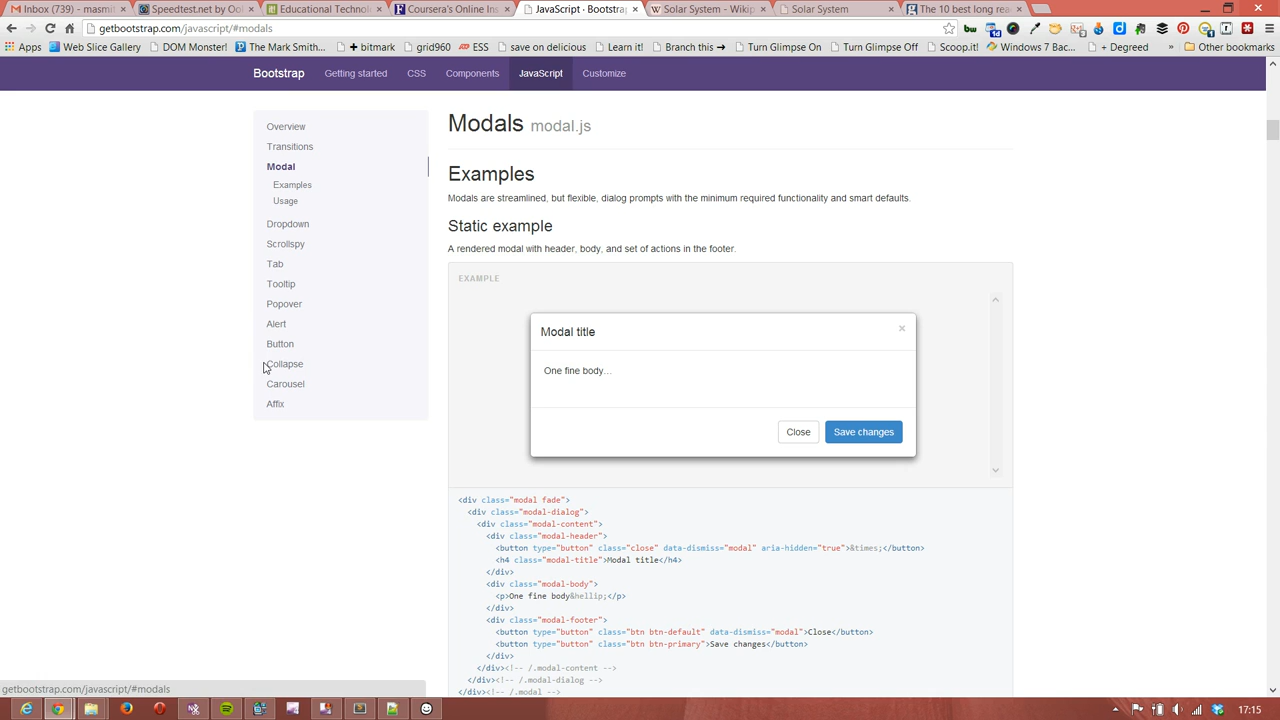 Inbox (739) - masmit
Speedtest.net by Ool
Educational Technolo
Coursera's Online Ins
JavaScript · Bootstrap
Solar System - Wikip
Solar System
The 10 best long rea
getbootstrap.com/javascript/#modals
Apps
Web Slice Gallery
DOM Monster!
The Mark Smith...
+ bitmark
grid960
ESS
save on delicious
Learn it!
Branch this →
Turn Glimpse On
Turn Glimpse Off
Scoop.it!
Windows 7 Bac...
+ Degreed
»
Other bookmarks
Bootstrap
Getting started
CSS
Components
JavaScript
Customize
Overview
Transitions
Modal
Examples
Usage
Dropdown
Scrollspy
Tab
Tooltip
Popover
Alert
Button
Collapse
Carousel
Affix
Modals modal.js
Examples
Modals are streamlined, but flexible, dialog prompts with the minimum required functionality and smart defaults.
Static example
A rendered modal with header, body, and set of actions in the footer.
EXAMPLE
Modal title ×
One fine body…
Close
Save changes
<div class="modal fade">
<div class="modal-dialog">
<div class="modal-content">
<div class="modal-header">
<button type="button" class="close" data-dismiss="modal" aria-hidden="true">&times;</button>
<h4 class="modal-title">Modal title</h4>
</div>
<div class="modal-body">
<p>One fine body&hellip;</p>
</div>
<div class="modal-footer">
<button type="button" class="btn btn-default" data-dismiss="modal">Close</button>
<button type="button" class="btn btn-primary">Save changes</button>
</div>
</div><!-- /.modal-content -->
</div><!-- /.modal-dialog -->
</div><!-- /.modal -->
getbootstrap.com/javascript/#modals
17:15